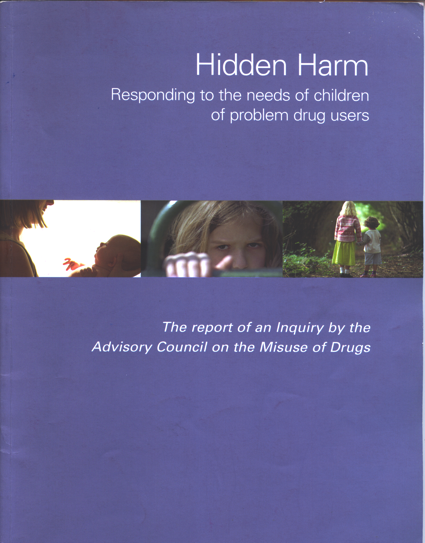 Hidden Harm
Responding to the needs of children
of problem drug users
The report of an Inquiry by the
Advisory Council on the Misuse of Drugs